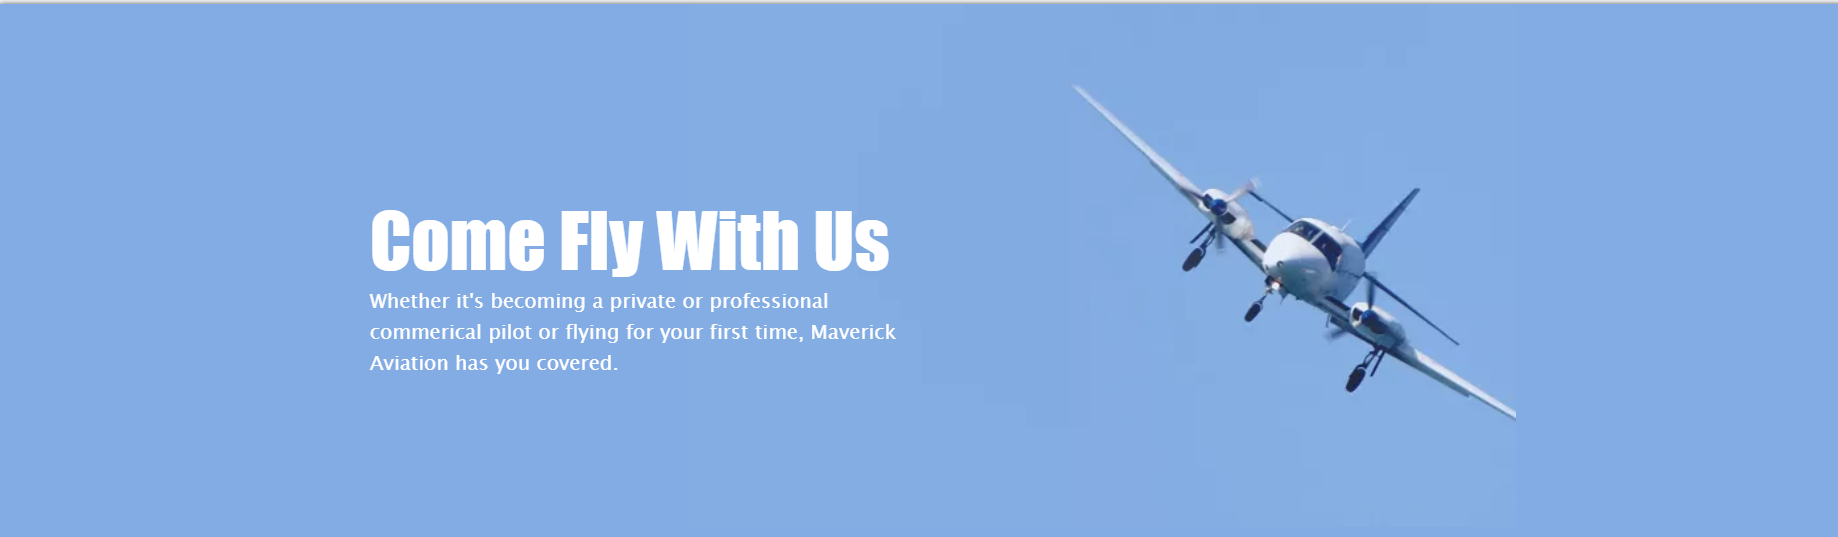 Come Fly With Us
Whether it's becoming a private or professional
commerical pilot or flying for your first time, Maverick
Aviation has you covered.